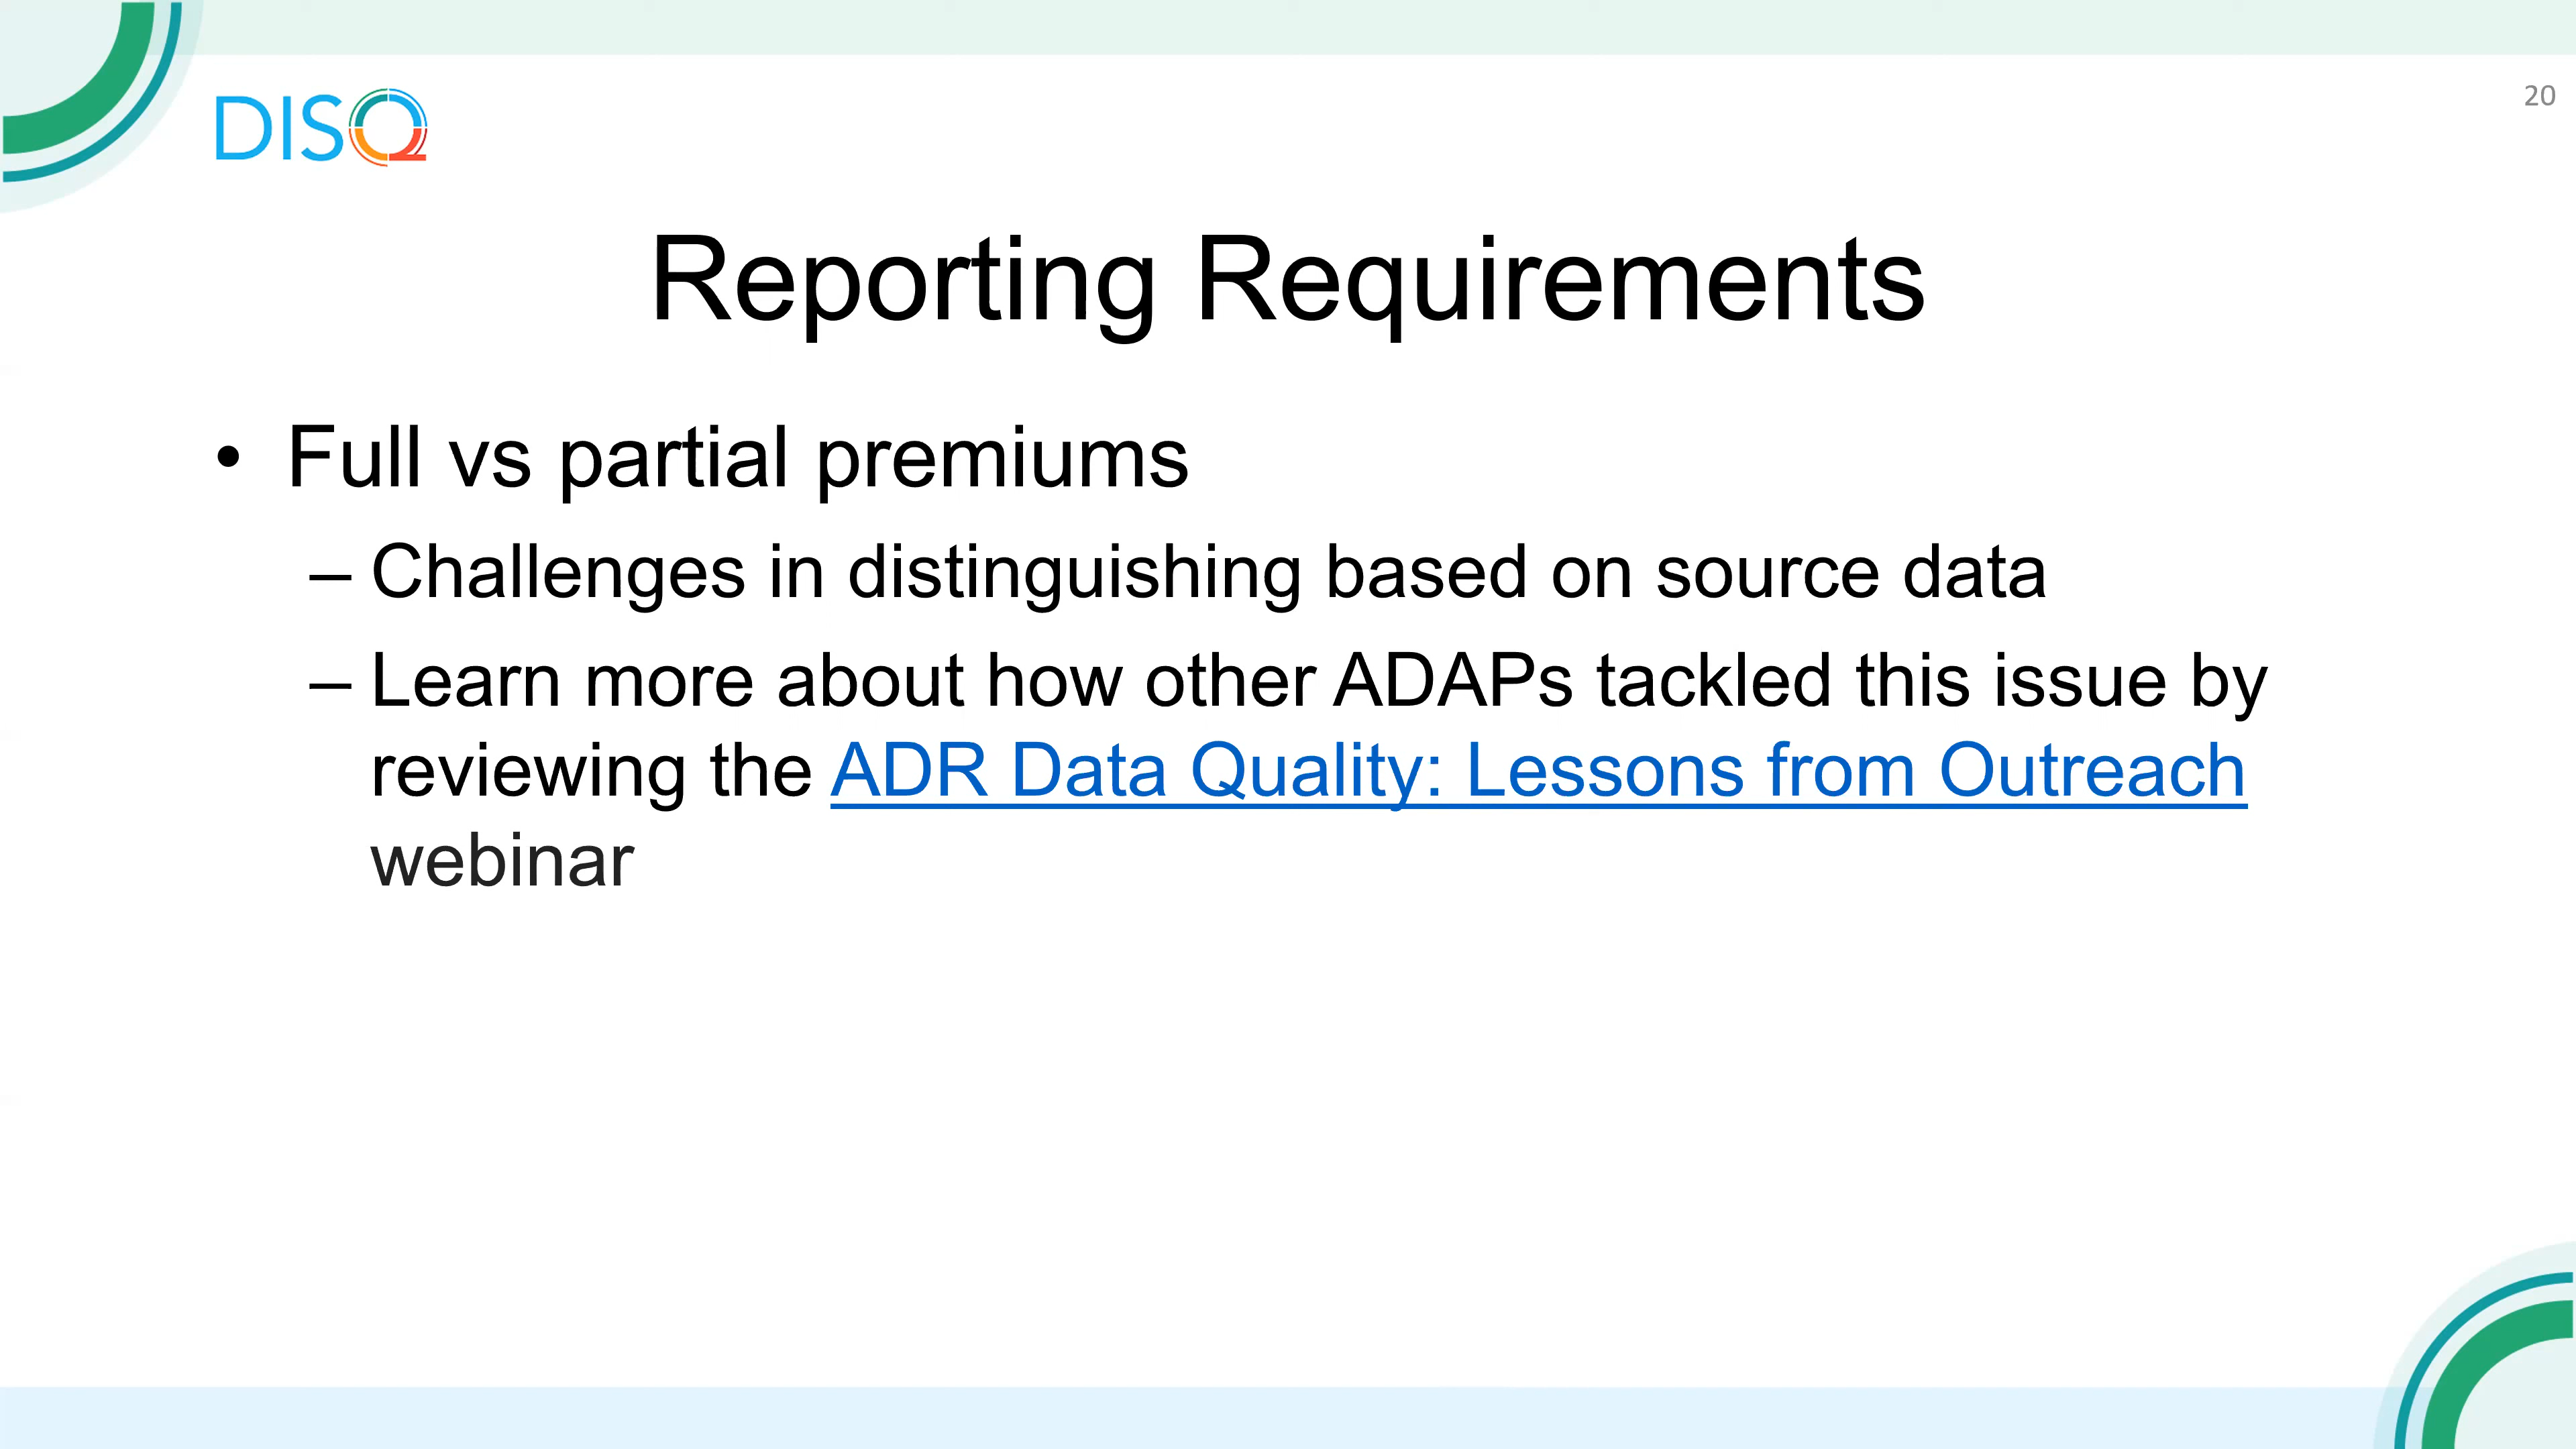 DISQ
20
Reporting Requirements
• Full vs partial premiums
– Challenges in distinguishing based on source data
– Learn more about how other ADAPs tackled this issue by
reviewing the ADR Data Quality: Lessons from Outreach
webinar